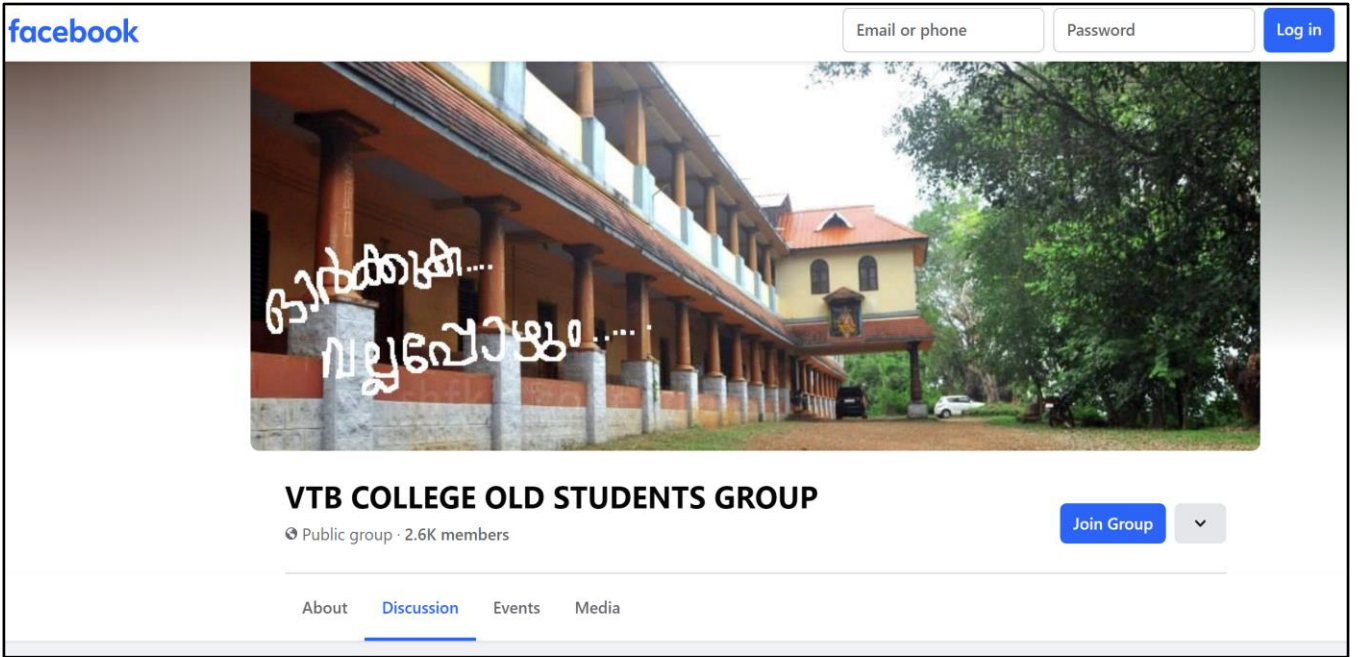 facebook
Email or phone
Password
Log in
ഓർക്കുക....
വല്ലപ്പോഴും......
VTB COLLEGE OLD STUDENTS GROUP
Public group · 2.6K members
Join Group
About
Discussion
Events
Media